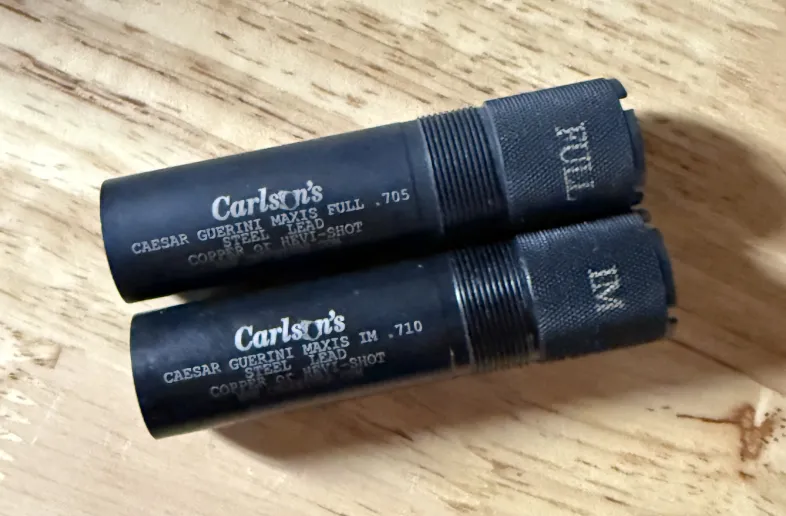 Carlson's
CAESAR GUERINI MAXIS FULL .705
STEEL LEAD
COPPER OR HEVI-SHOT
FULL
Carlson's
CAESAR GUERINI MAXIS IM .710
STEEL LEAD
COPPER OR HEVI-SHOT
IM